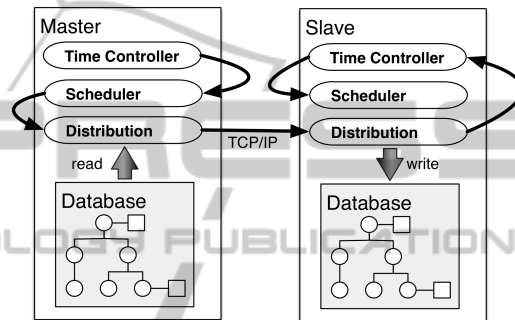 Master
Time Controller
Scheduler
Distribution
read
Database
TCP/IP
Slave
Time Controller
Scheduler
Distribution
write
Database